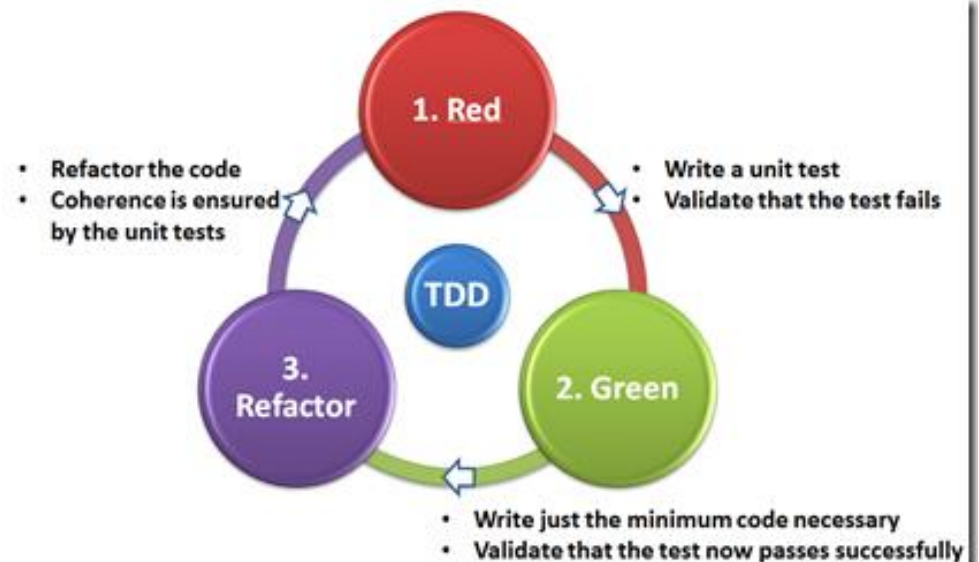 1. Red
• Write a unit test
• Validate that the test fails
2. Green
• Write just the minimum code necessary
• Validate that the test now passes successfully
3.
Refactor
• Refactor the code
• Coherence is ensured
by the unit tests
TDD